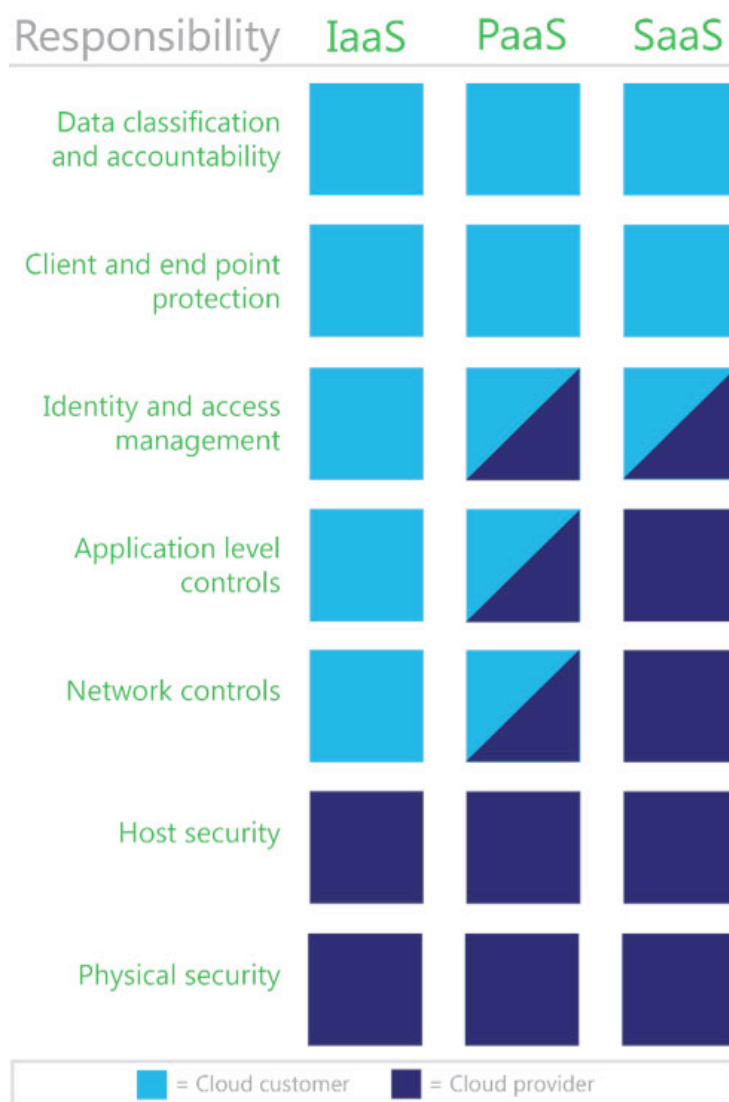 Responsibility IaaS PaaS SaaS
Data classification
and accountability
Client and end point
protection
Identity and access
management
Application level
controls
Network controls
Host security
Physical security
= Cloud customer = Cloud provider